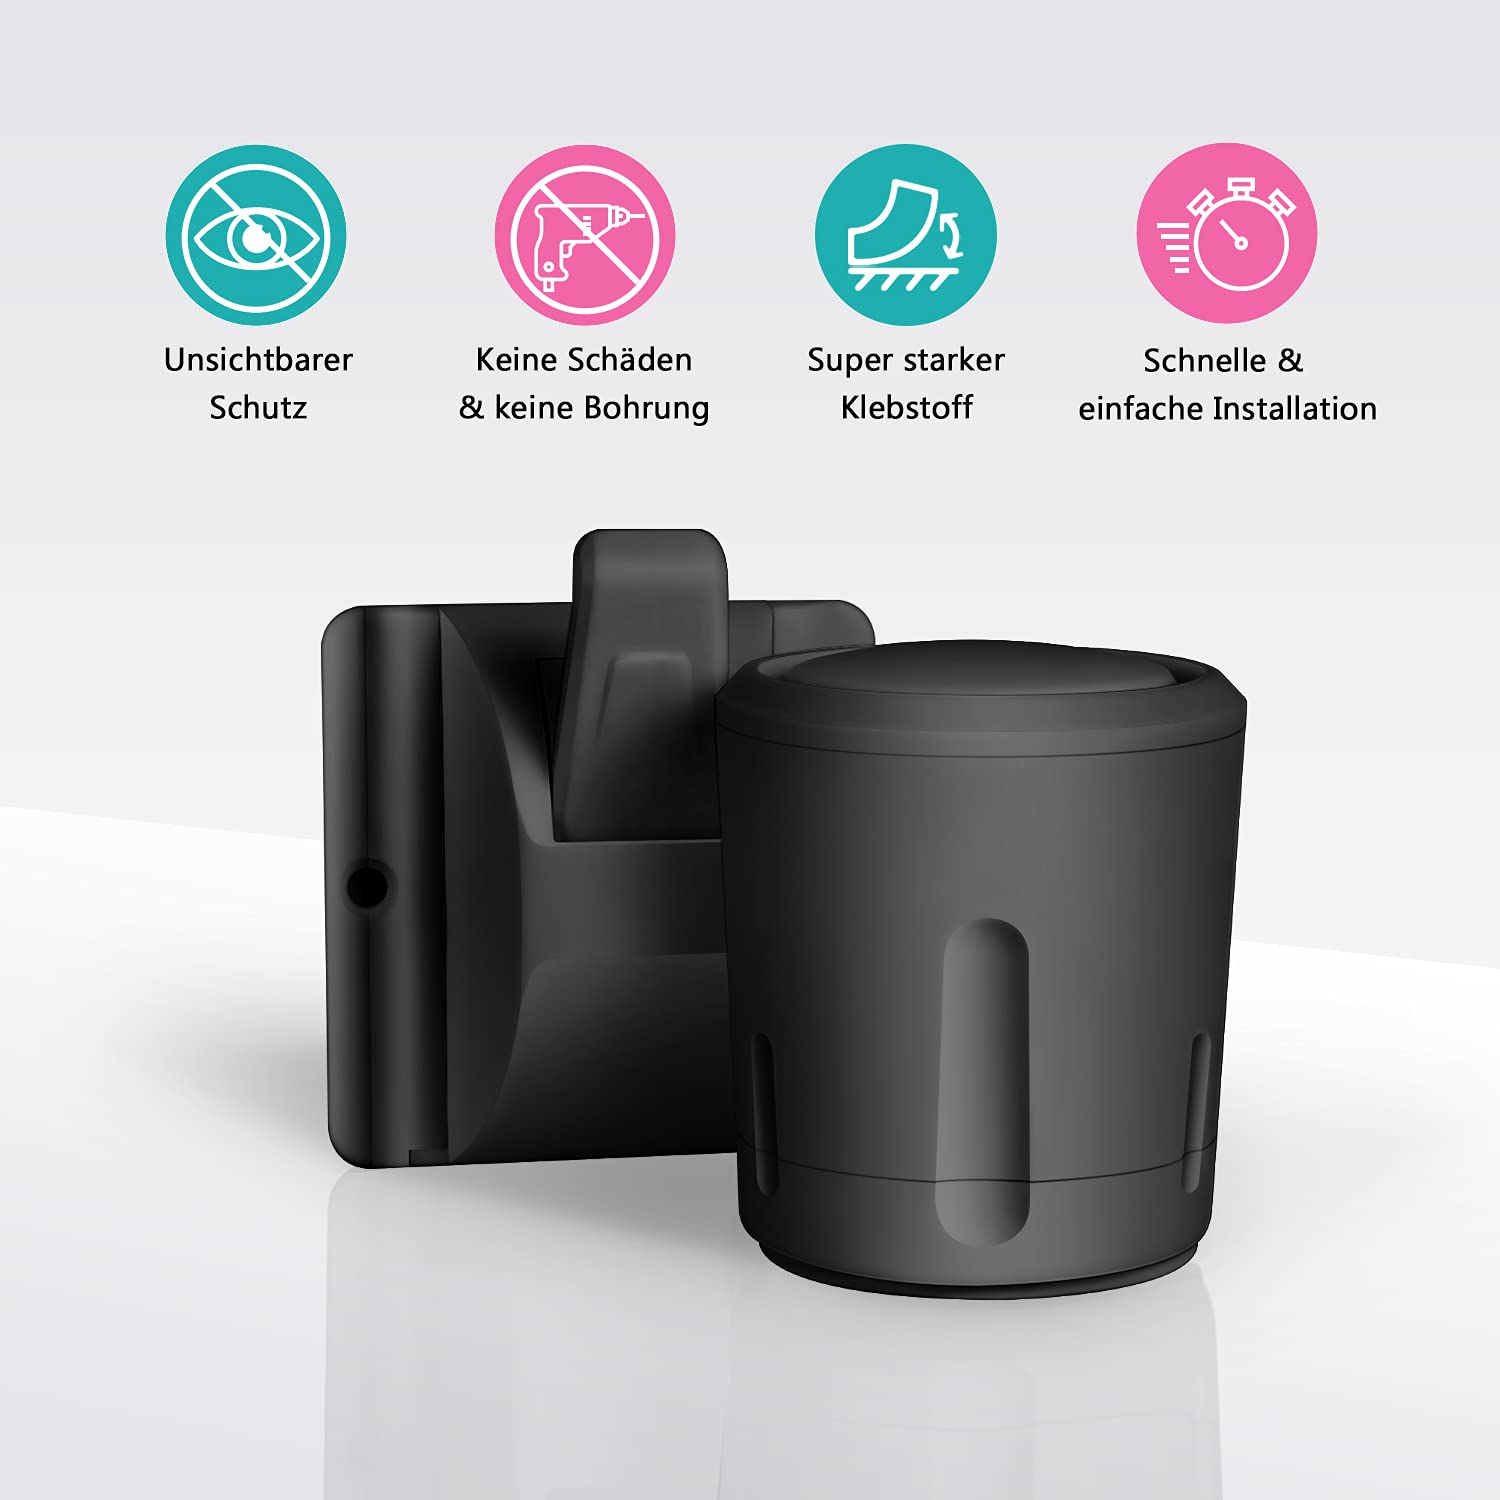 Unsichtbarer
Schutz
Keine Schäden
& keine Bohrung
Super starker
Klebstoff
Schnelle &
einfache Installation